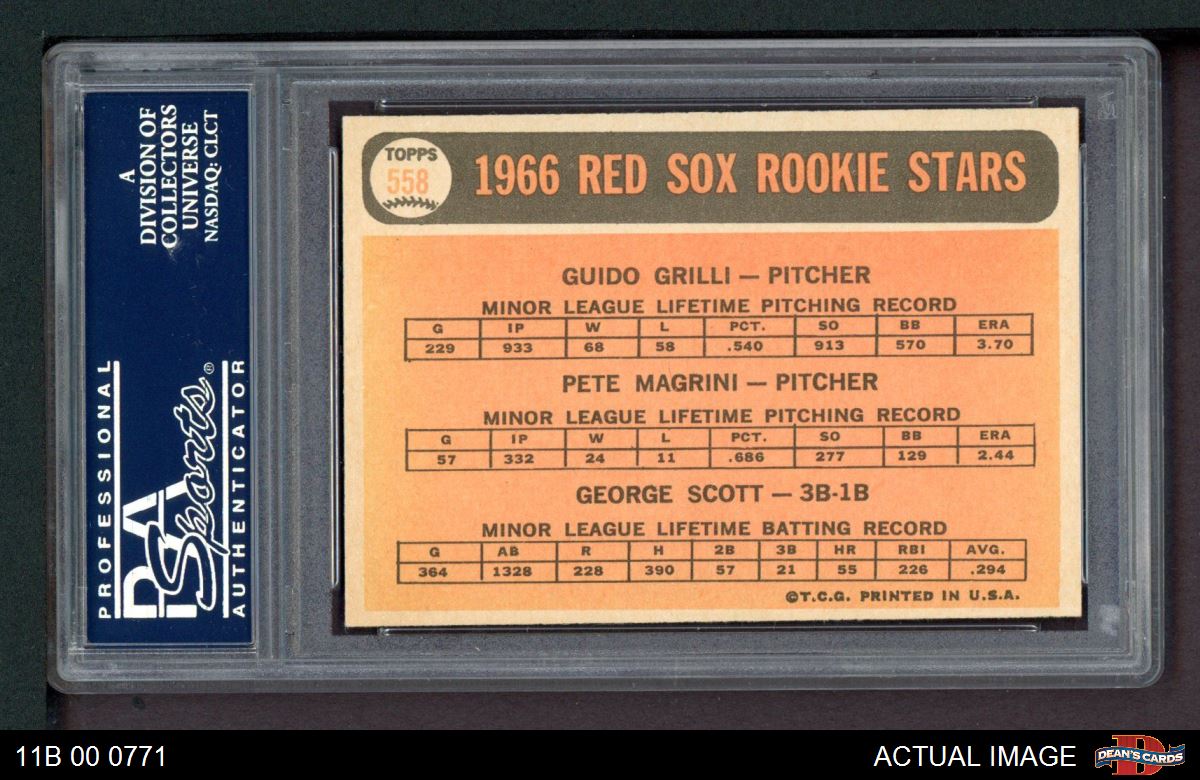 A
DIVISION OF
COLLECTORS
UNIVERSE
NASDAQ: CLCT
PROFESSIONAL
PSA
Sports®
AUTHENTICATOR
TOPPS
558
1966 RED SOX ROOKIE STARS
GUIDO GRILLI — PITCHER
MINOR LEAGUE LIFETIME PITCHING RECORD
G IP W L PCT. SO BB ERA
229 933 68 58 .540 913 570 3.70
PETE MAGRINI — PITCHER
MINOR LEAGUE LIFETIME PITCHING RECORD
G IP W L PCT. SO BB ERA
57 332 24 11 .686 277 129 2.44
GEORGE SCOTT — 3B-1B
MINOR LEAGUE LIFETIME BATTING RECORD
G AB R H 2B 3B HR RBI AVG.
364 1328 228 390 57 21 55 226 .294
©T.C.G. PRINTED IN U.S.A.
11B 00 0771
ACTUAL IMAGE
D
DEAN'S CARDS